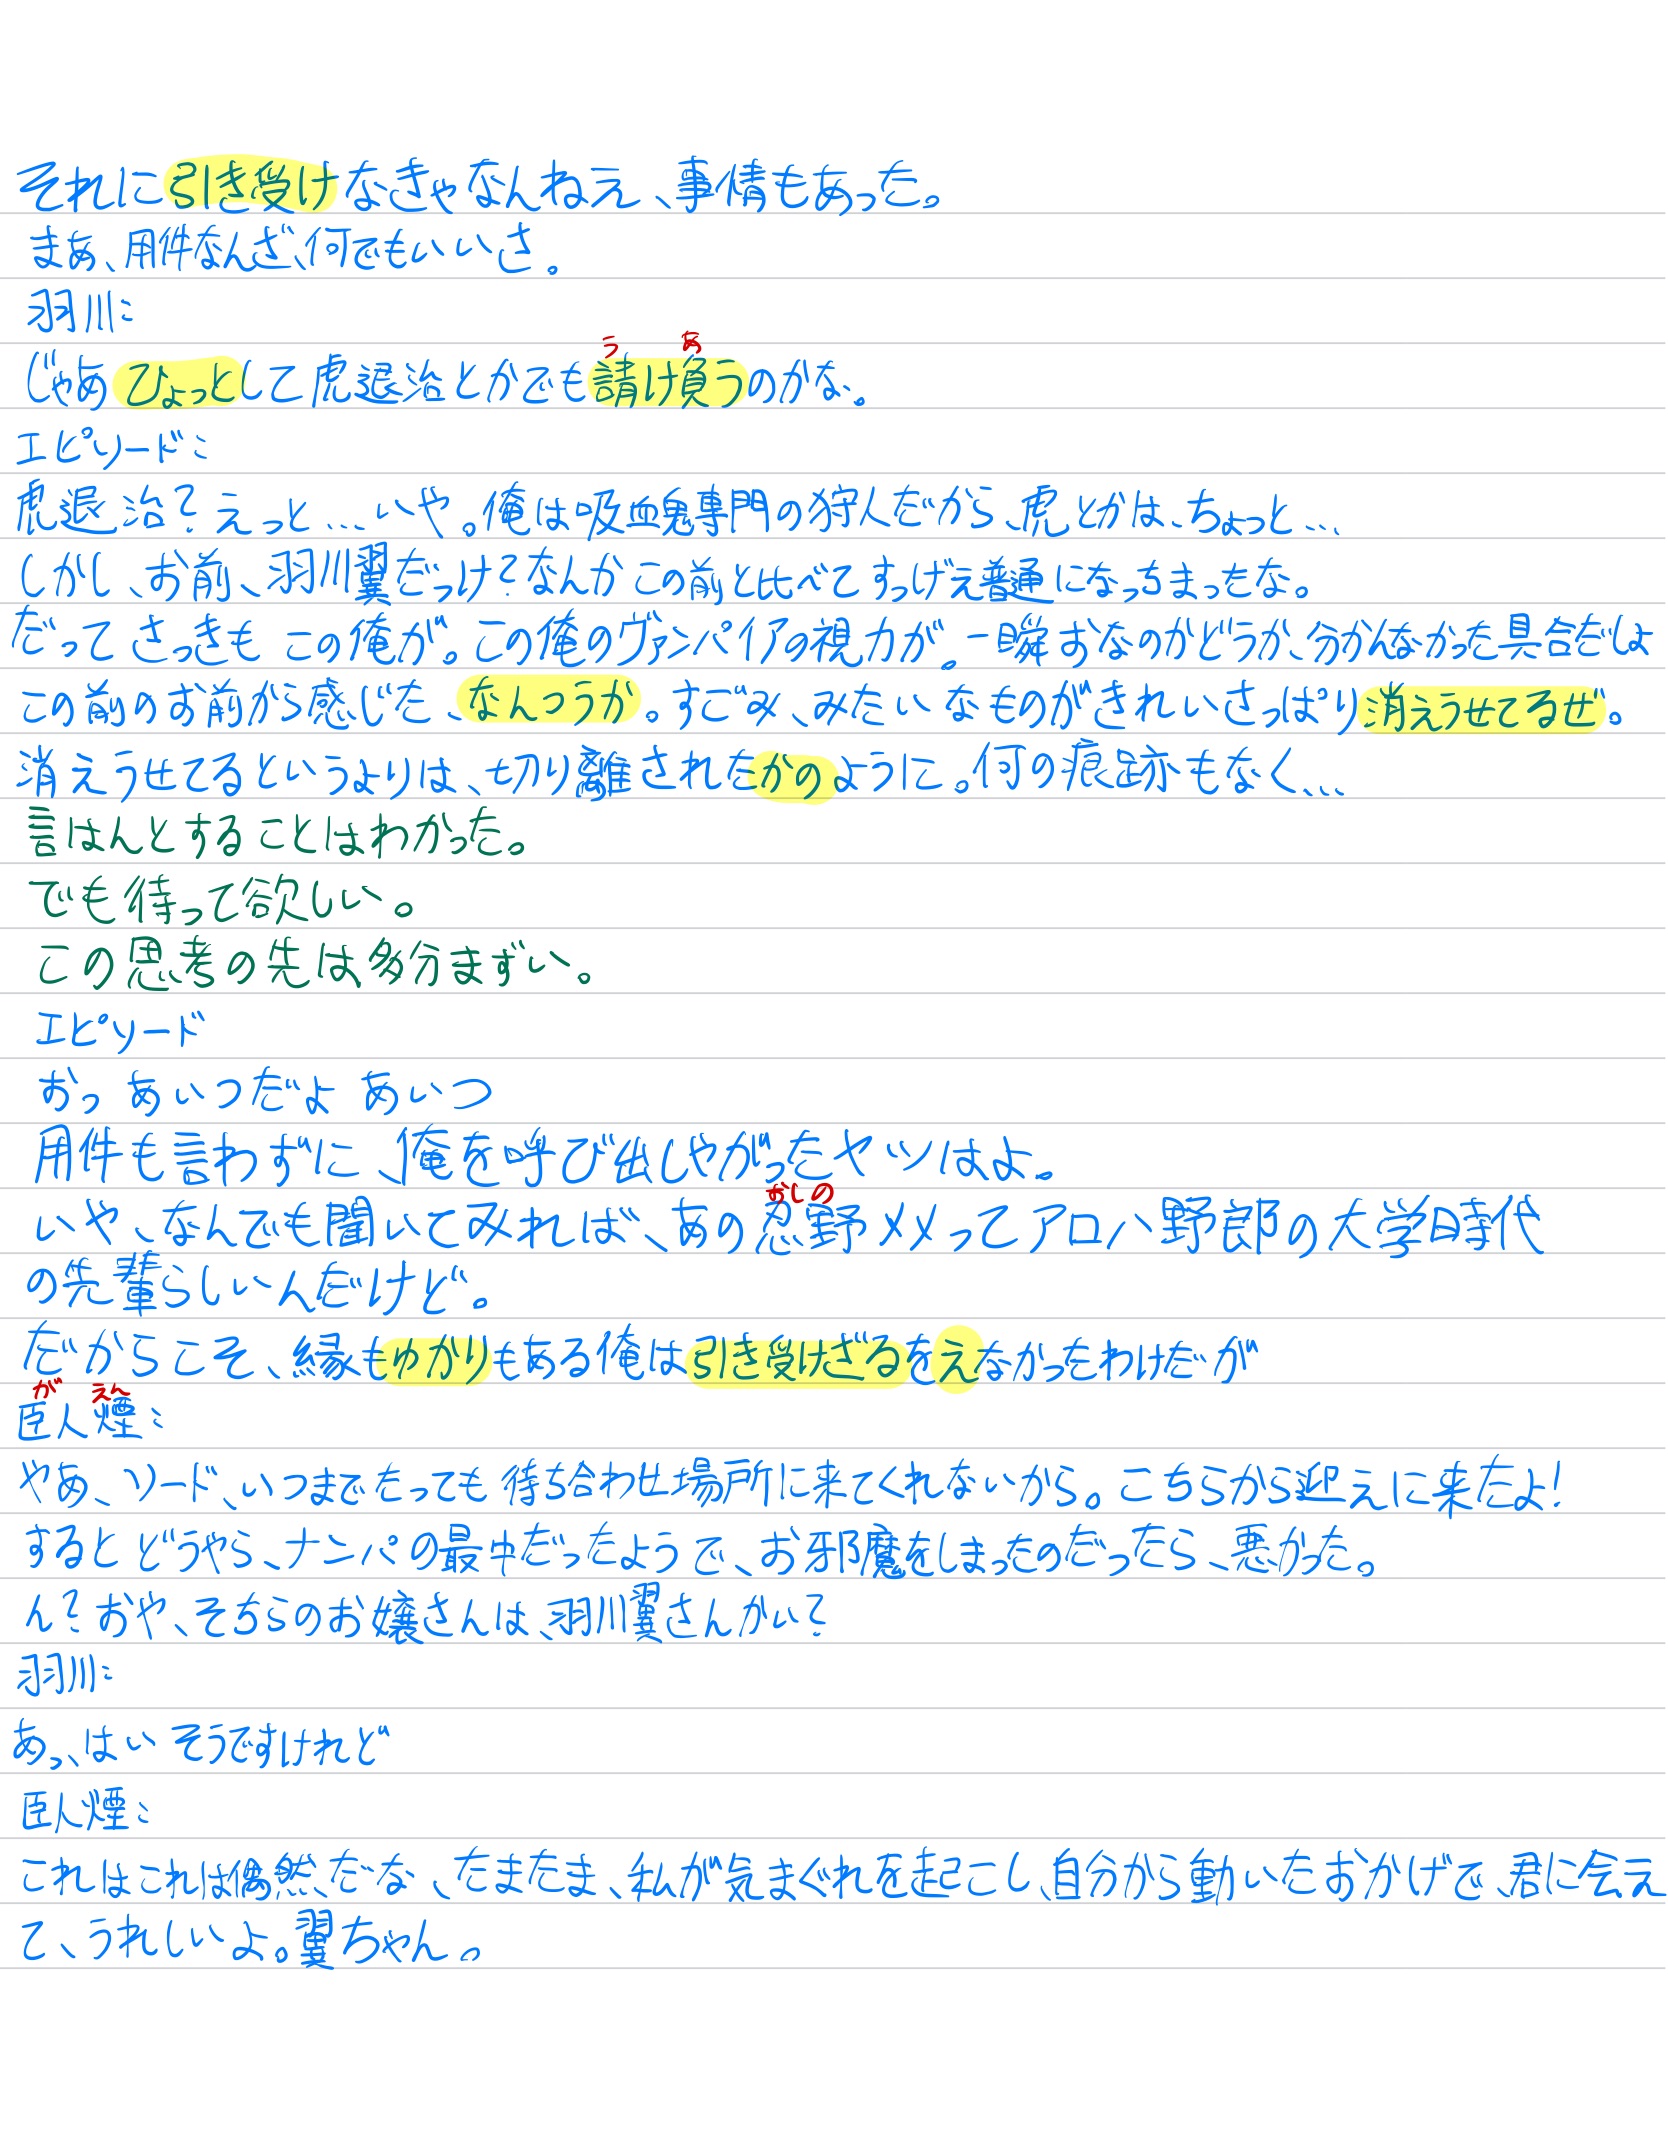 それに引き受けなきゃなんねえ、事情もあった。
まあ、用件なんざ、何でもいいさ。
羽川:
う あ
じゃあひょっとして虎退治とかでも請け負うのかな。
エピソード:
虎退治？えっと...いや。俺は吸血鬼専門の狩人だから、虎とかは、ちょっと...
しかし、お前、羽川翼だっけ？なんかこの前と比べてすっげえ普通になっちまったな。
だってさっきも この俺が。この俺のヴァンパイアの視力が。一瞬おなのかどうか、分かんなかった具合だしよ
この前のお前から感じた、なんつうか。すごみ、みたいなものがきれいさっぱり消えうせてるぜ。
消えうせてるというよりは、切り離されたかのように。何の痕跡もなく...
言はんとすることはわかった。
でも待って欲しい。
この思考の先は多分まずい。
エピソード
おっ あいつだよ あいつ
用件も言わずに、俺を呼び出しやがったヤツはよ。
おしの
いや、なんでも聞いてみれば、あの忍野メメってアロハ野郎の大学時代
の先輩らしいんだけど。
だからこそ、縁もゆかりもある俺は引き受けざるをえなかったわけだが
が えん
臣人煙:
やあ、ソード、いつまでたっても待ち合わせ場所に来てくれないから。こちらから迎えに来たよ!
するとどうやら、ナンパの最中だったようで、お邪魔をしまったのだったら、悪かった。
ん？おや、そちらのお嬢さんは、羽川翼さんかい？
羽川:
あっ、はい そうですけれど
臣人煙:
これはこれは偶然だな、たまたま、私が気まぐれを起こし、自分から動いたおかげで、君に会え
て、うれしいよ。翼ちゃん。